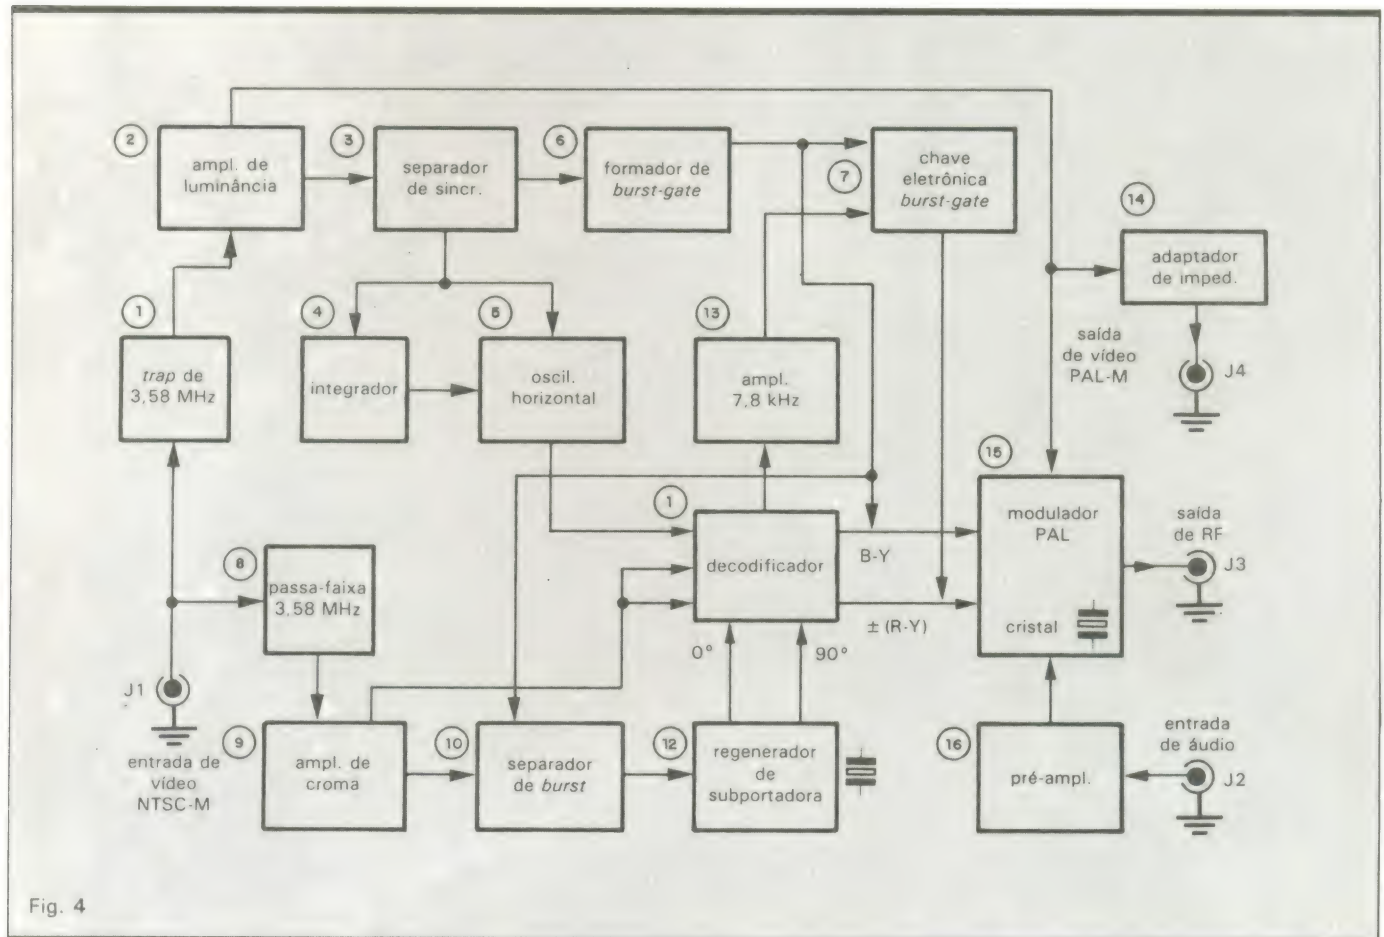 2
ampl. de
luminância
3
separador
de sincr.
6
formador de
burst-gate
7
chave
eletrônica
burst-gate
14
adaptador
de imped.
1
trap de
3,58 MHz
4
integrador
5
oscil.
horizontal
13
ampl.
7,8 kHz
saída
de vídeo
PAL-M
J4
15
modulador
PAL
cristal
saída
de RF
J3
1
decodificador
B-Y
± (R-Y)
0°
90°
8
passa-faixa
3,58 MHz
J1
entrada de
vídeo
NTSC-M
9
ampl. de
croma
10
separador
de burst
12
regenerador
de
subportadora
16
pré-ampl.
entrada
de áudio
J2
Fig. 4